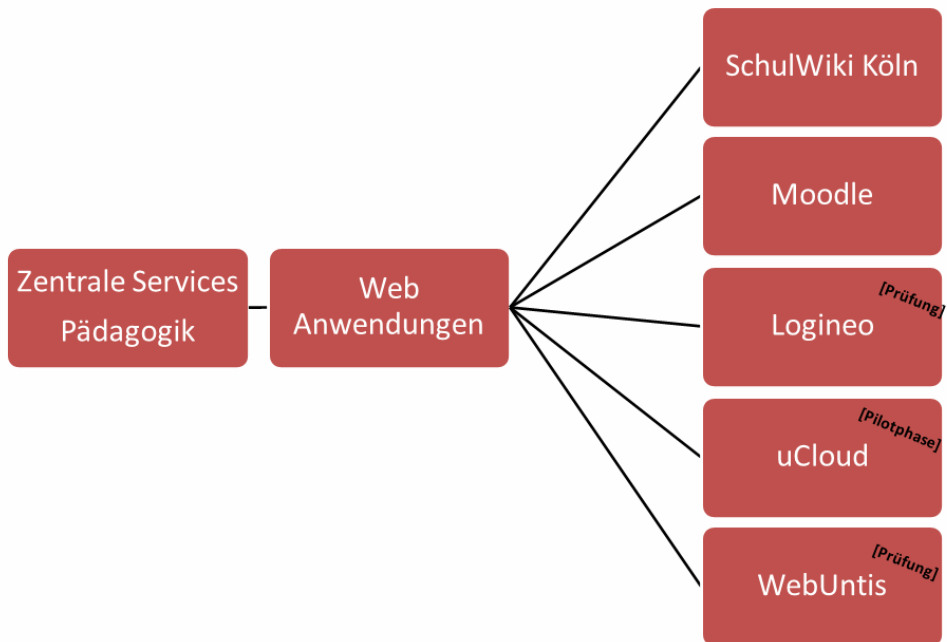 SchulWiki Köln
Moodle
Zentrale Services
Pädagogik
Web
Anwendungen
[Prüfung]
Logineo
[Pilotphase]
uCloud
[Prüfung]
WebUntis